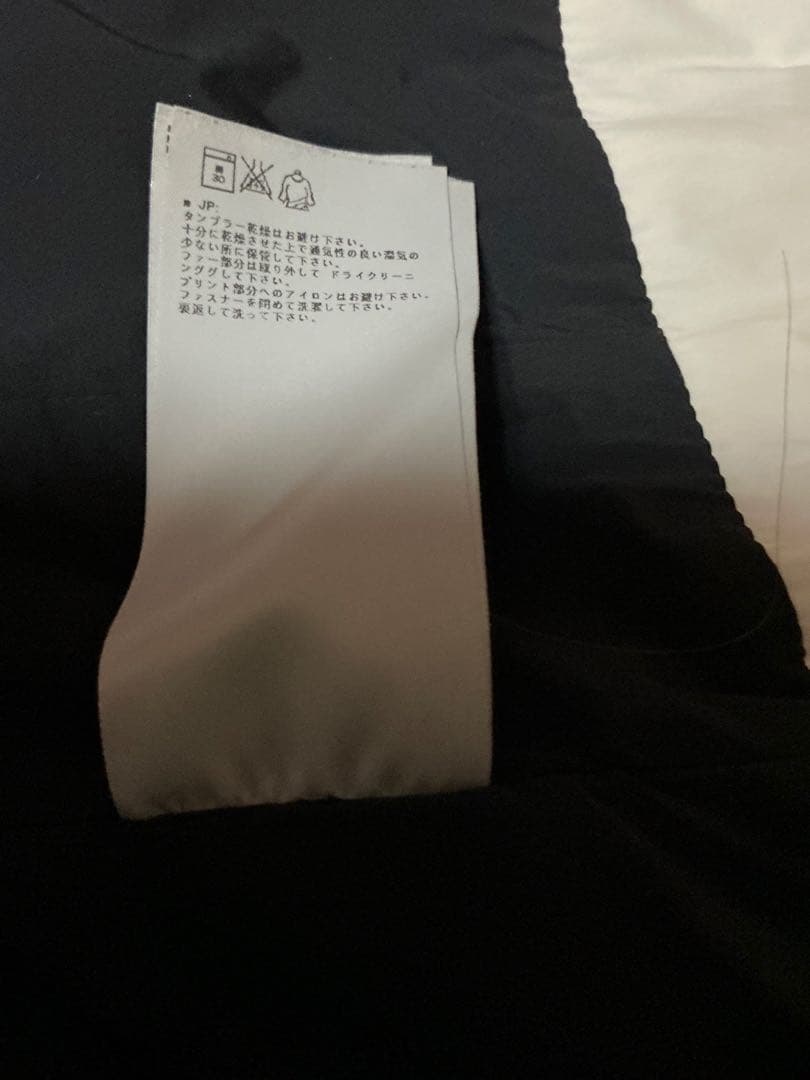 弱
30
JP:
タンブラー乾燥はお避け下さい。
十分に乾燥させた上で通気性の良い湿気の
少ない所に保管して下さい。
ファー部分は取り外して ドライクリーニ
ンググして下さい。
プリント部分へのアイロンはお避け下さい。
ファスナーを閉めて洗濯して下さい。
裏返して洗って下さい。